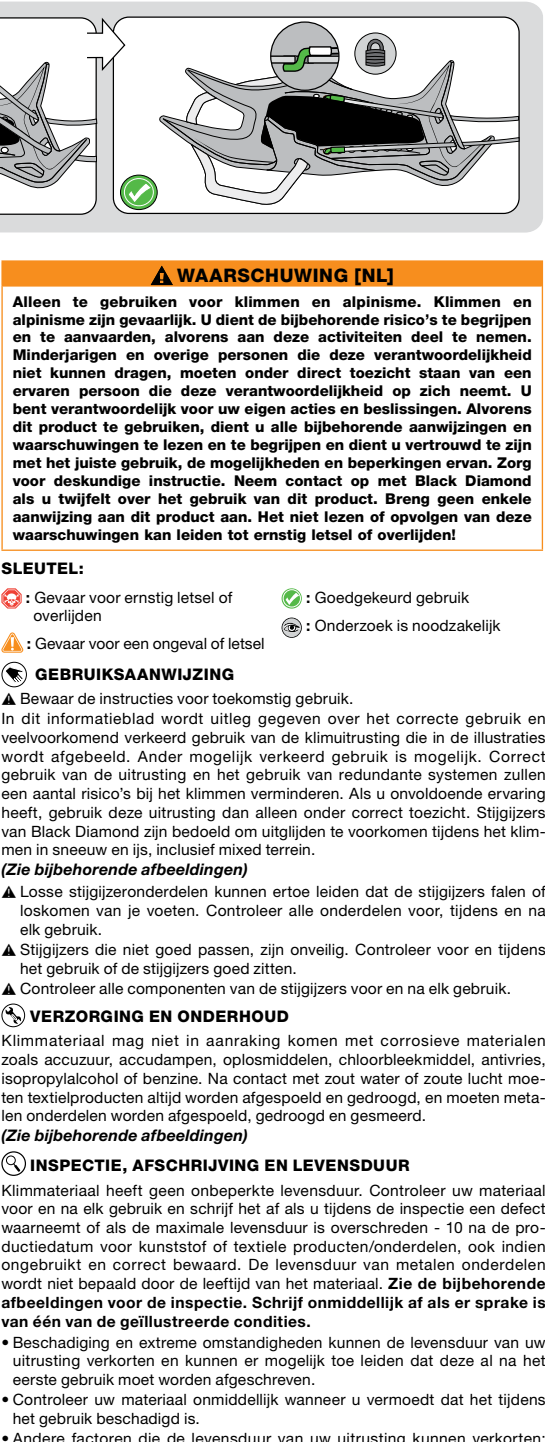 WAARSCHUWING [NL]
Alleen te gebruiken voor klimmen en alpinisme. Klimmen en
alpinisme zijn gevaarlijk. U dient de bijbehorende risico's te begrijpen
en te aanvaarden, alvorens aan deze activiteiten deel te nemen.
Minderjarigen en overige personen die deze verantwoordelijkheid
niet kunnen dragen, moeten onder direct toezicht staan van een
ervaren persoon die deze verantwoordelijkheid op zich neemt. U
bent verantwoordelijk voor uw eigen acties en beslissingen. Alvorens
dit product te gebruiken, dient u alle bijbehorende aanwijzingen en
waarschuwingen te lezen en te begrijpen en dient u vertrouwd te zijn
met het juiste gebruik, de mogelijkheden en beperkingen ervan. Zorg
voor deskundige instructie. Neem contact op met Black Diamond
als u twijfelt over het gebruik van dit product. Breng geen enkele
aanwijzing aan dit product aan. Het niet lezen of opvolgen van deze
waarschuwingen kan leiden tot ernstig letsel of overlijden!
SLEUTEL:
: Gevaar voor ernstig letsel of
overlijden
: Gevaar voor een ongeval of letsel
: Goedgekeurd gebruik
: Onderzoek is noodzakelijk
GEBRUIKSAANWIJZING
Bewaar de instructies voor toekomstig gebruik.
In dit informatieblad wordt uitleg gegeven over het correcte gebruik en
veelvoorkomend verkeerd gebruik van de klimuitrusting die in de illustraties
wordt afgebeeld. Ander mogelijk verkeerd gebruik is mogelijk. Correct
gebruik van de uitrusting en het gebruik van redundante systemen zullen
een aantal risico's bij het klimmen verminderen. Als u onvoldoende ervaring
heeft, gebruik deze uitrusting dan alleen onder correct toezicht. Stijgijzers
van Black Diamond zijn bedoeld om uitglijden te voorkomen tijdens het klim-
men in sneeuw en ijs, inclusief mixed terrein.
(Zie bijbehorende afbeeldingen)
Losse stijgijzeronderdelen kunnen ertoe leiden dat de stijgijzers falen of
loskomen van je voeten. Controleer alle onderdelen voor, tijdens en na
elk gebruik.
Stijgijzers die niet goed passen, zijn onveilig. Controleer voor en tijdens
het gebruik of de stijgijzers goed zitten.
Controleer alle componenten van de stijgijzers voor en na elk gebruik.
VERZORGING EN ONDERHOUD
Klimmateriaal mag niet in aanraking komen met corrosieve materialen
zoals accuzuur, accudampen, oplosmiddelen, chloorbleekmiddel, antivries,
isopropylalcohol of benzine. Na contact met zout water of zoute lucht moe-
ten textielproducten altijd worden afgespoeld en gedroogd, en moeten meta-
len onderdelen worden afgespoeld, gedroogd en gesmeerd.
(Zie bijbehorende afbeeldingen)
INSPECTIE, AFSCHRIJVING EN LEVENSDUUR
Klimmateriaal heeft geen onbeperkte levensduur. Controleer uw materiaal
voor en na elk gebruik en schrijf het af als u tijdens de inspectie een defect
waarneemt of als de maximale levensduur is overschreden - 10 na de pro-
ductiedatum voor kunststof of textiele producten/onderdelen, ook indien
ongebruikt en correct bewaard. De levensduur van metalen onderdelen
wordt niet bepaald door de leeftijd van het materiaal. Zie de bijbehorende
afbeeldingen voor de inspectie. Schrijf onmiddellijk af als er sprake is
van één van de geïllustreerde condities.
• Beschadiging en extreme omstandigheden kunnen de levensduur van uw
uitrusting verkorten en kunnen er mogelijk toe leiden dat deze al na het
eerste gebruik moet worden afgeschreven.
• Controleer uw materiaal onmiddellijk wanneer u vermoedt dat het tijdens
het gebruik beschadigd is.
• Andere factoren die de levensduur van uw uitrusting kunnen verkorten: